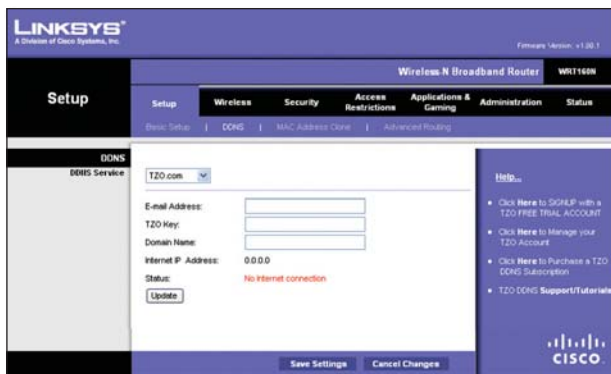 LINKSYS®
A Division of Cisco Systems, Inc.
Firmware Version: v1.00.1
Wireless-N Broadband Router WRT160N
Setup
Setup Wireless Security Access Restrictions Applications & Gaming Administration Status
Basic Setup | DDNS | MAC Address Clone | Advanced Routing
DDNS
DDNS Service
TZO.com
E-mail Address:
TZO Key:
Domain Name:
Internet IP Address: 0.0.0.0
Status: No Internet connection
Update
Help...
Click Here to SIGNUP with a
TZO FREE TRIAL ACCOUNT
Click Here to Manage your
TZO Account
Click Here to Purchase a TZO
DDNS Subscription
TZO DDNS Support/Tutorials
Save Settings Cancel Changes
CISCO